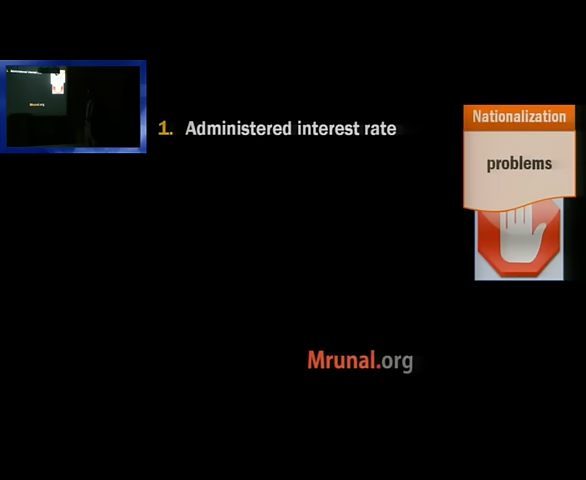 1. Administered interest rate
Nationalization
problems
Mrunal.org